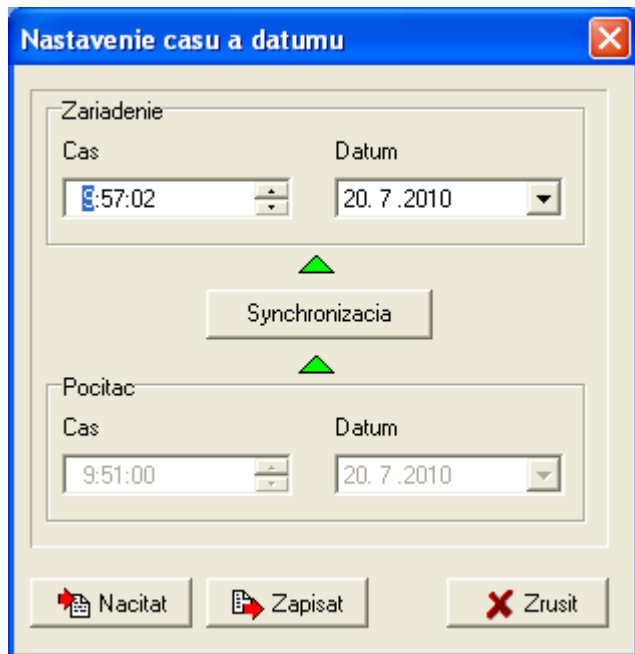 Nastavenie casu a datumu
Zariadenie
Cas Datum
9:57:02 20. 7 .2010
Synchronizacia
Pocitac
Cas Datum
9:51:00 20. 7 .2010
Nacitat Zapisat Zrusit